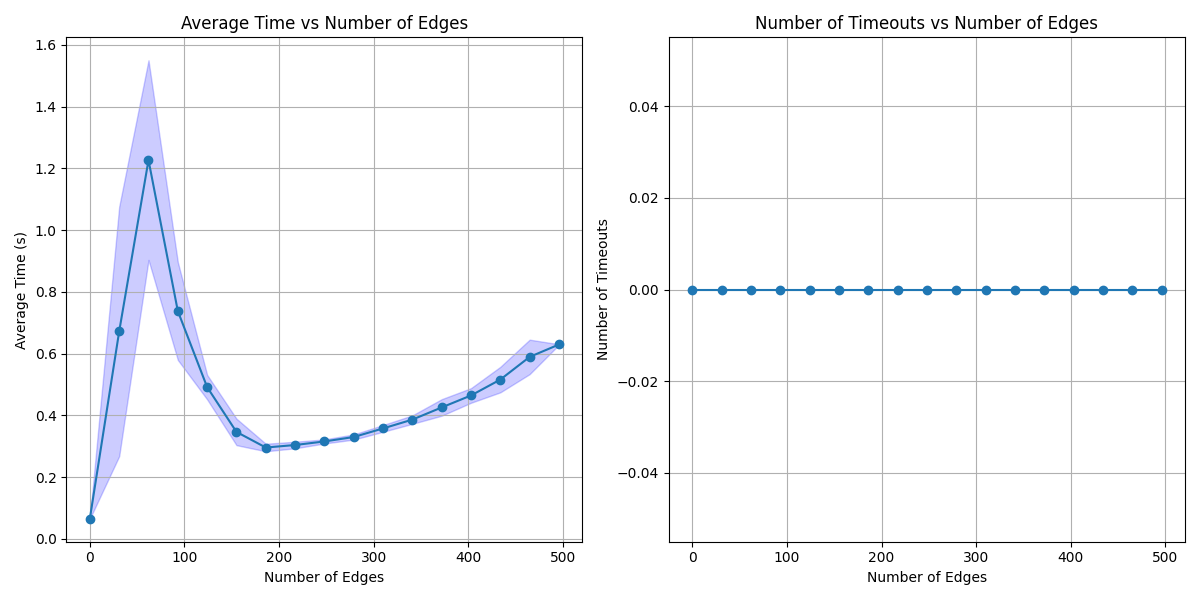 Average Time vs Number of Edges
Average Time (s)
1.6
1.4
1.2
1.0
0.8
0.6
0.4
0.2
0.0
0 100 200 300 400 500
Number of Edges
Number of Timeouts vs Number of Edges
Number of Timeouts
0.04
0.02
0.00
−0.02
−0.04
0 100 200 300 400 500
Number of Edges